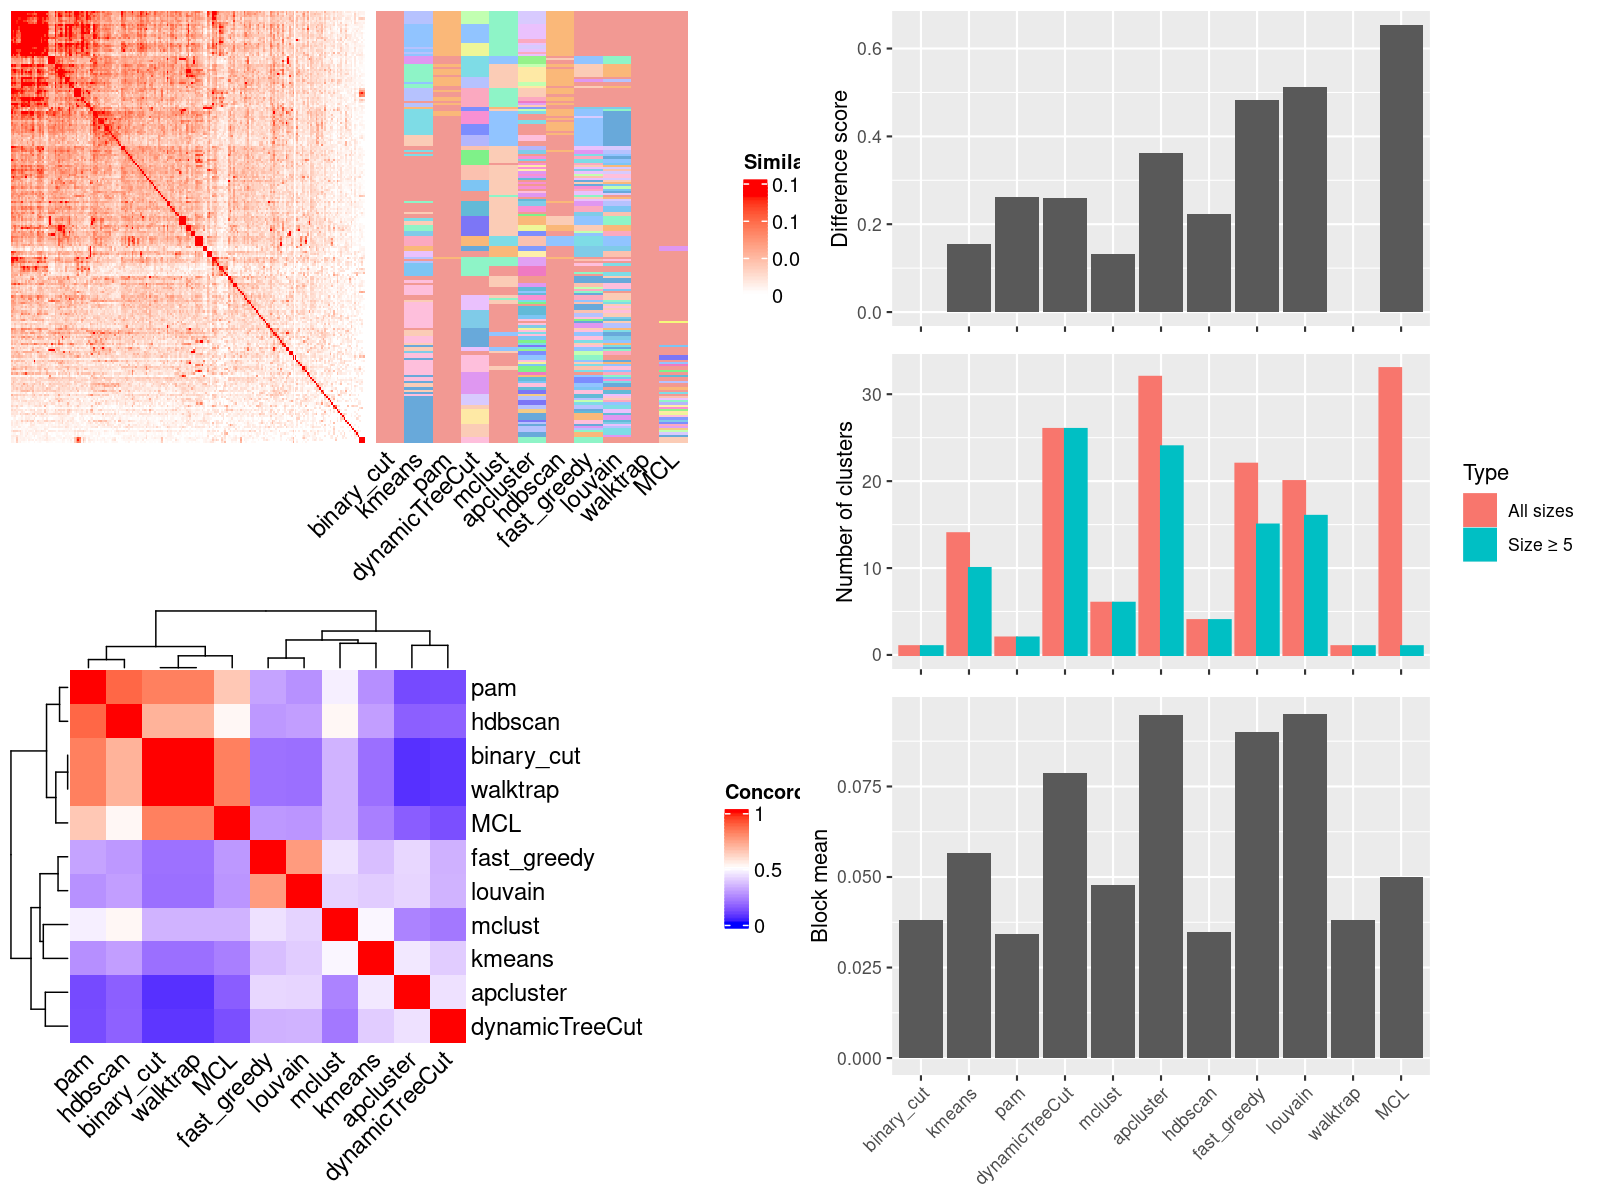 Simila
0.1
0.1
0.0
0
binary_cut
kmeans
pam
dynamicTreeCut
mclust
apcluster
hdbscan
fast_greedy
louvain
walktrap
MCL
pam
hdbscan
binary_cut
walktrap
MCL
fast_greedy
louvain
mclust
kmeans
apcluster
dynamicTreeCut
pam
hdbscan
binary_cut
walktrap
MCL
fast_greedy
louvain
mclust
kmeans
apcluster
dynamicTreeCut
Concord
1
0.5
0
Difference score
0.6
0.4
0.2
0.0
Number of clusters
30
20
10
0
Type
All sizes
Size ≥ 5
Block mean
0.075
0.050
0.025
0.000
binary_cut
kmeans
pam
dynamicTreeCut
mclust
apcluster
hdbscan
fast_greedy
louvain
walktrap
MCL